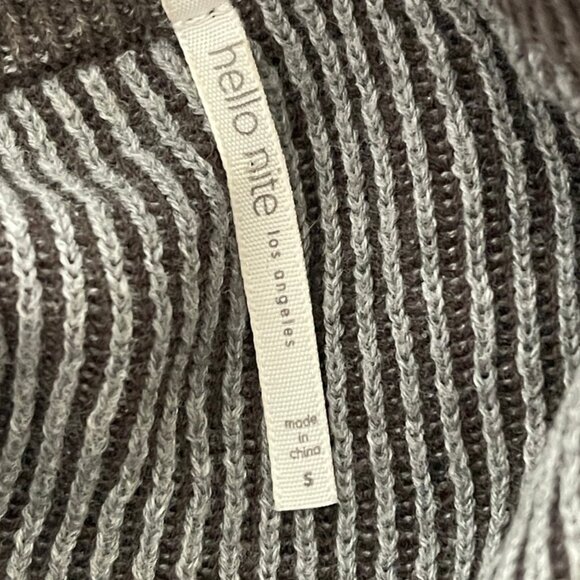 hello nite
los angeles
made
in
china
S